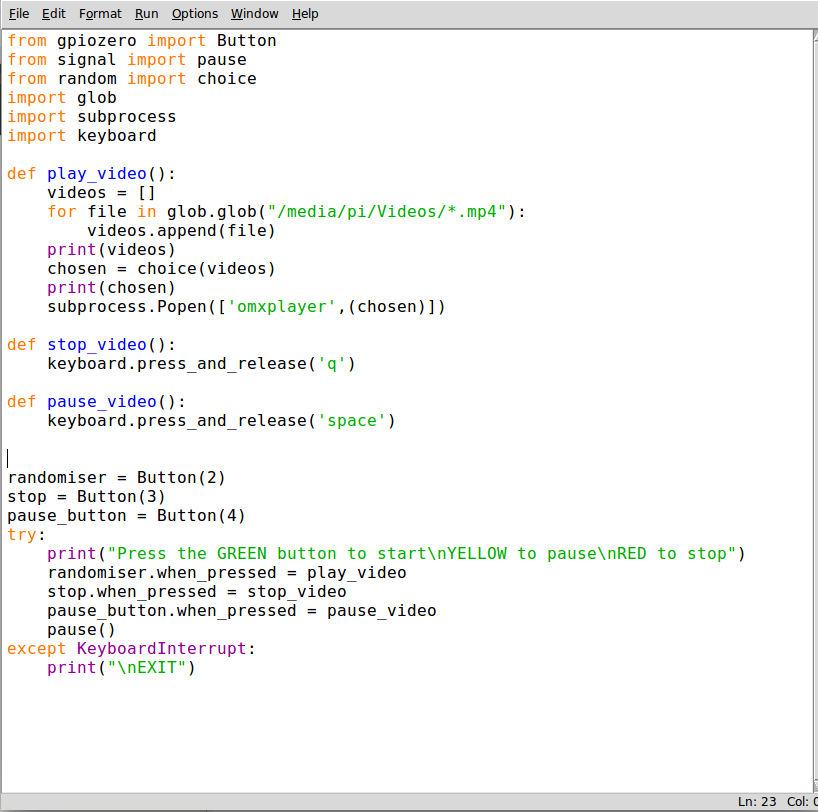 File Edit Format Run Options Window Help
from gpiozero import Button
from signal import pause
from random import choice
import glob
import subprocess
import keyboard

def play_video():
    videos = []
    for file in glob.glob("/media/pi/Videos/*.mp4"):
        videos.append(file)
    print(videos)
    chosen = choice(videos)
    print(chosen)
    subprocess.Popen(['omxplayer',(chosen)])

def stop_video():
    keyboard.press_and_release('q')

def pause_video():
    keyboard.press_and_release('space')


randomiser = Button(2)
stop = Button(3)
pause_button = Button(4)
try:
    print("Press the GREEN button to start\nYELLOW to pause\nRED to stop")
    randomiser.when_pressed = play_video
    stop.when_pressed = stop_video
    pause_button.when_pressed = pause_video
    pause()
except KeyboardInterrupt:
    print("\nEXIT")
Ln: 23 Col: 0